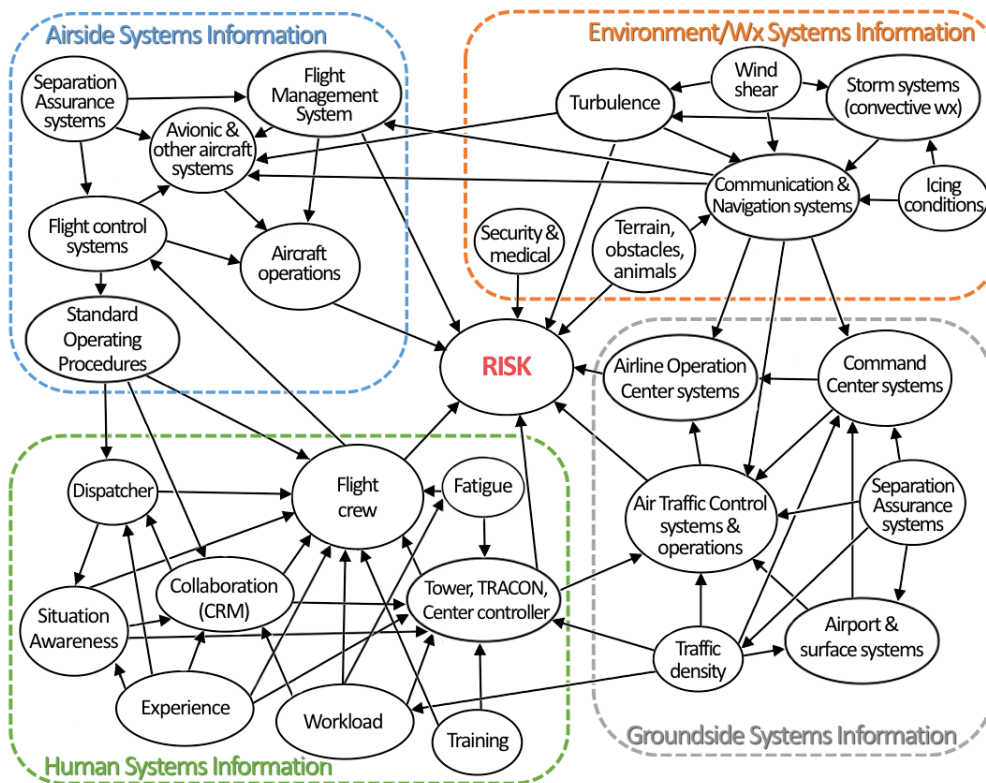 Airside Systems Information
Separation
Assurance
systems
Flight
Management
System
Avionic &
other aircraft
systems
Flight control
systems
Aircraft
operations
Standard
Operating
Procedures
Environment/Wx Systems Information
Wind
shear
Turbulence
Storm systems
(convective wx)
Communication &
Navigation systems
Icing
conditions
Security &
medical
Terrain,
obstacles,
animals
RISK
Airline Operation
Center systems
Command
Center systems
Air Traffic Control
systems &
operations
Separation
Assurance
systems
Traffic
density
Airport &
surface systems
Groundside Systems Information
Dispatcher
Flight
crew
Fatigue
Collaboration
(CRM)
Tower, TRACON,
Center controller
Situation
Awareness
Experience
Workload
Training
Human Systems Information